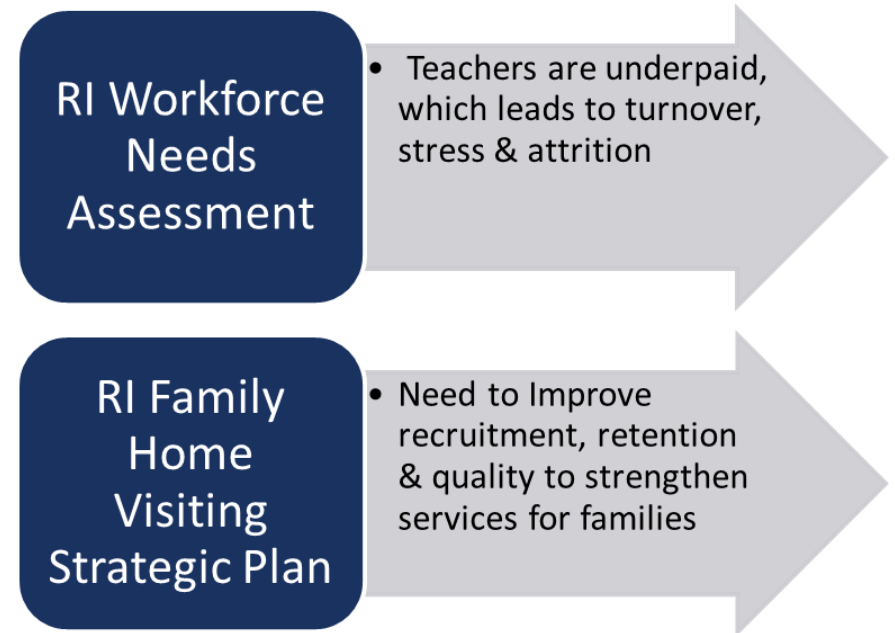 RI Workforce
Needs
Assessment
• Teachers are underpaid,
which leads to turnover,
stress & attrition
RI Family
Home
Visiting
Strategic Plan
• Need to Improve
recruitment, retention
& quality to strengthen
services for families